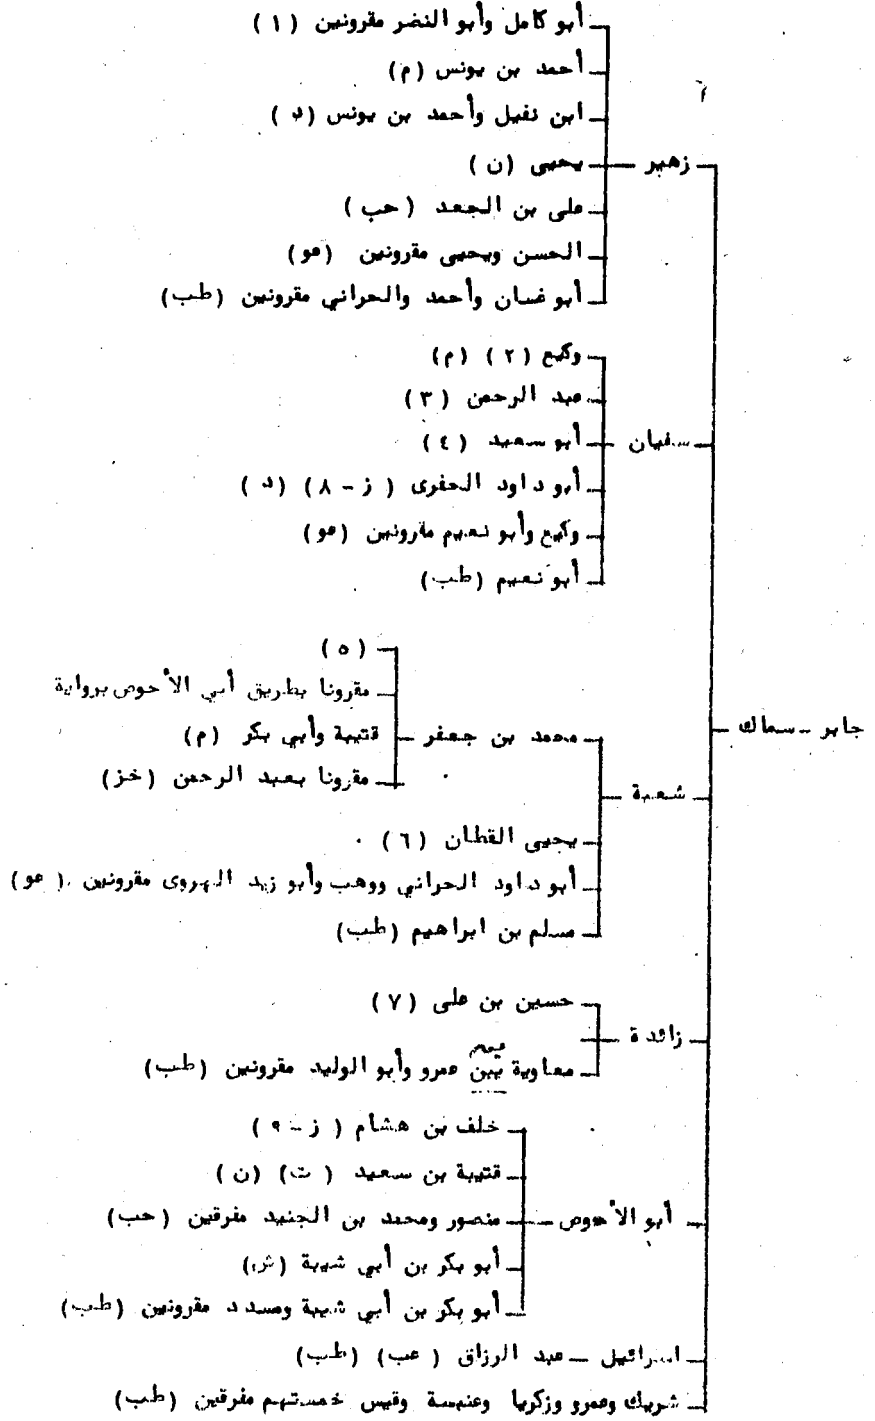 أبو كامل وأبو النضر مقرونين (١)
أحمد بن يونس (م)
ابن نفيل وأحمد بن يونس (د)
زهير يحيى (ن)
على بن الجعد (حب)
الحسن ويحيى مقرونين (عو)
أبو غسان وأحمد والحراني مقرونين (طب)
وكيع (٢) (م)
عبد الرحمن (٣)
سفيان أبو سعيد (٤)
أبو داود الحفرى (ز - ٨) (د)
وكيع وأبو نعيم مقرونين (عو)
أبو نعيم (طب)
(٥)
مقرونا بطريق أبي الأحوص برواية
جابر - سماك
محمد بن جعفر قتيبة وأبي بكر (م)
مقرونا بعبد الرحمن (خز)
شعبة
يحيى القطان (٦)
أبو داود الحراني ووهب وأبو زيد الهروى مقرونين (عو)
مسلم بن ابراهيم (طب)
حسين بن على (٧)
زائدة
معاوية بن عمرو وأبو الوليد مقرونين (طب)
خلف بن هشام (ز - ٩)
قتيبة بن سعيد (ت) (ن)
أبو الأحوص منصور ومحمد بن الجنيد مفرقين (حب)
أبو بكر بن أبي شيبة (ش)
أبو بكر بن أبي شيبة ومسدد مقرونين (طب)
اسرائيل - عبد الرزاق (عب) (طب)
شريك وعمرو وزكريا وعنبسة وقيس خمستهم مفرقين (طب)